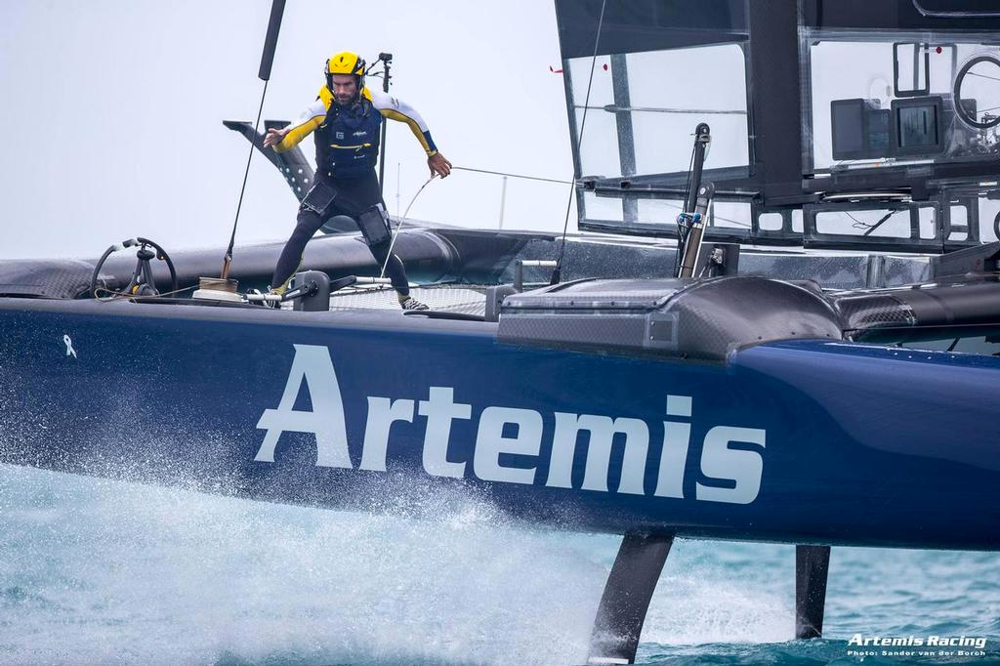 Artemis
Artemis Racing
Photo: Sander van der Borch